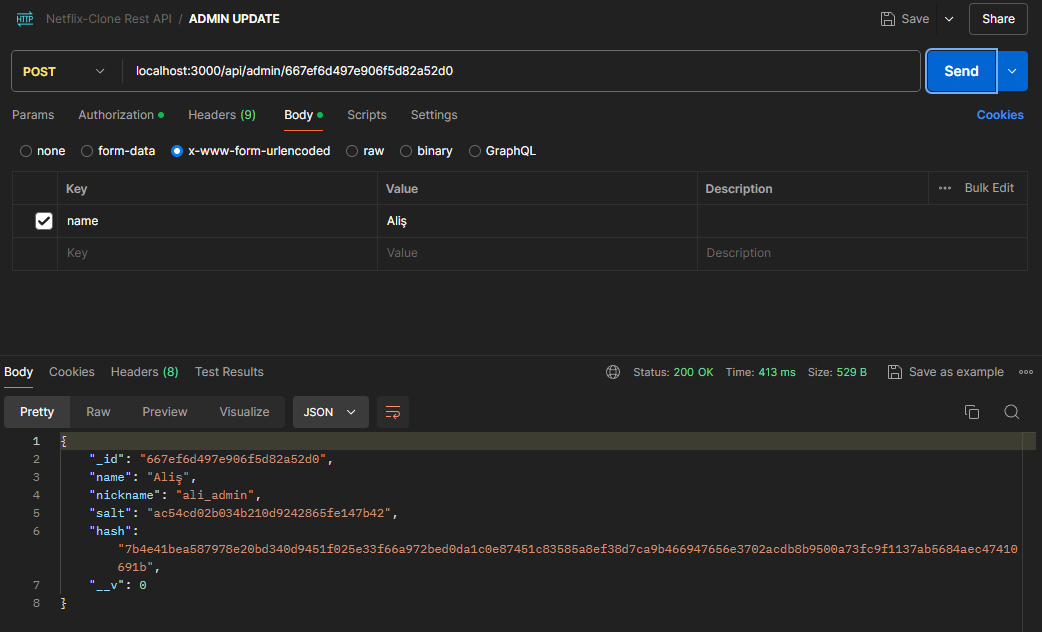 HTTP Netflix-Clone Rest API / ADMIN UPDATE Save Share
POST localhost:3000/api/admin/667ef6d497e906f5d82a52d0 Send
Params Authorization Headers (9) Body Scripts Settings Cookies
none form-data x-www-form-urlencoded raw binary GraphQL
Key Value Description ••• Bulk Edit
name Aliş
Key Value Description
Body Cookies Headers (8) Test Results Status: 200 OK Time: 413 ms Size: 529 B Save as example
Pretty Raw Preview Visualize JSON
1 {
2 "_id": "667ef6d497e906f5d82a52d0",
3 "name": "Aliş",
4 "nickname": "ali_admin",
5 "salt": "ac54cd02b034b210d9242865fe147b42",
6 "hash":
"7b4e41bea587978e20bd340d9451f025e33f66a972bed0da1c0e87451c83585a8ef38d7ca9b466947656e3702acdb8b9500a73fc9f1137ab5684aec47410
691b",
7 "__v": 0
8 }